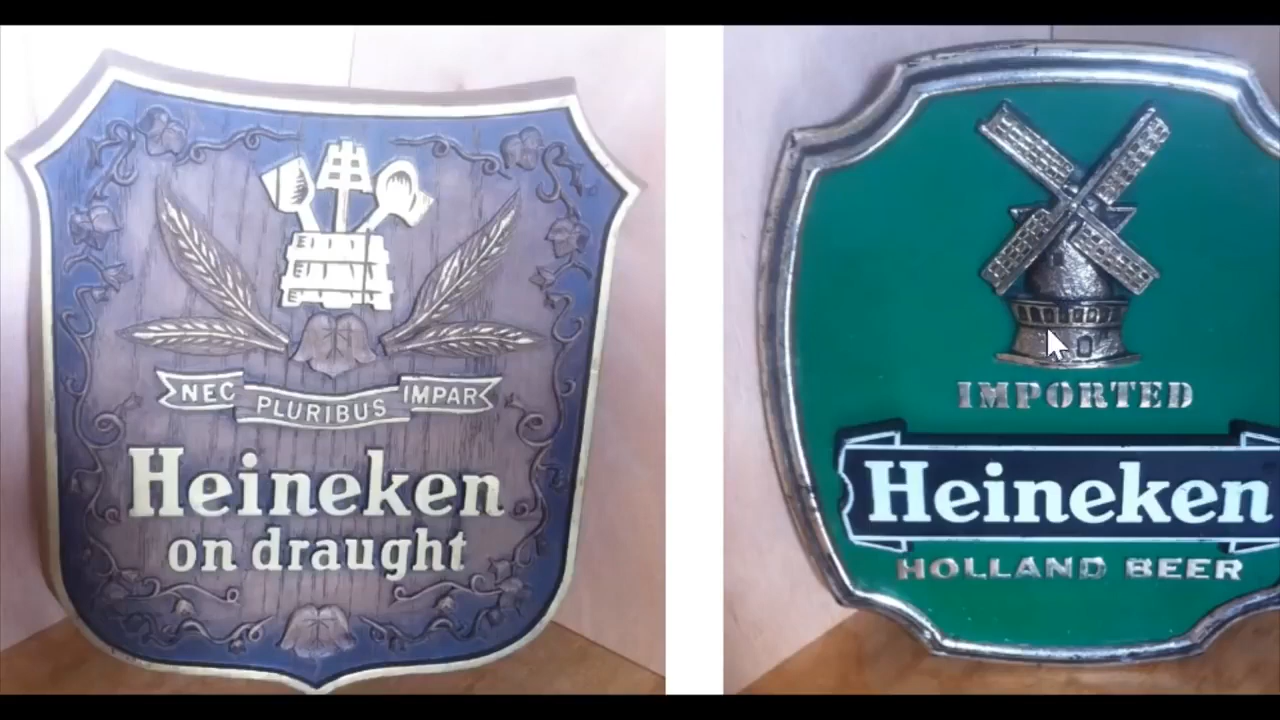 NEC PLURIBUS IMPAR
Heineken
on draught
IMPORTED
Heineken
HOLLAND BEER